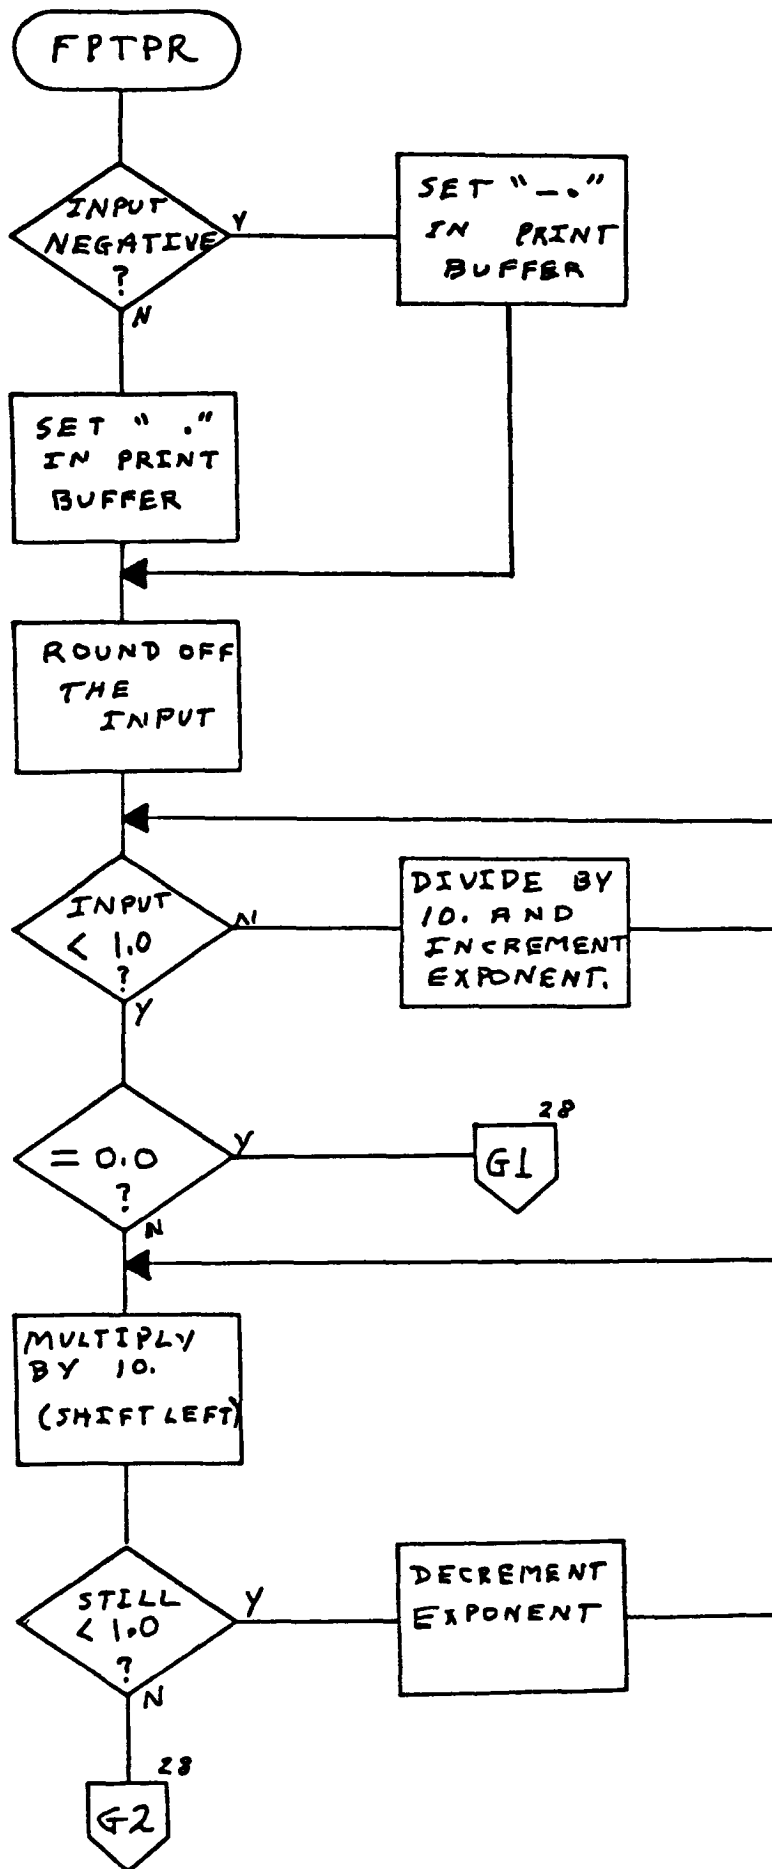 FPTPR
INPUT
NEGATIVE
?
Y
N
SET "-."
IN PRINT
BUFFER
SET " ."
IN PRINT
BUFFER
ROUND OFF
THE
INPUT
INPUT
< 1.0
?
N
Y
DIVIDE BY
10. AND
INCREMENT
EXPONENT.
= 0.0
?
Y
N
28
G1
MULTIPLY
BY 10.
(SHIFT LEFT)
STILL
< 1.0
?
Y
N
DECREMENT
EXPONENT
28
G2